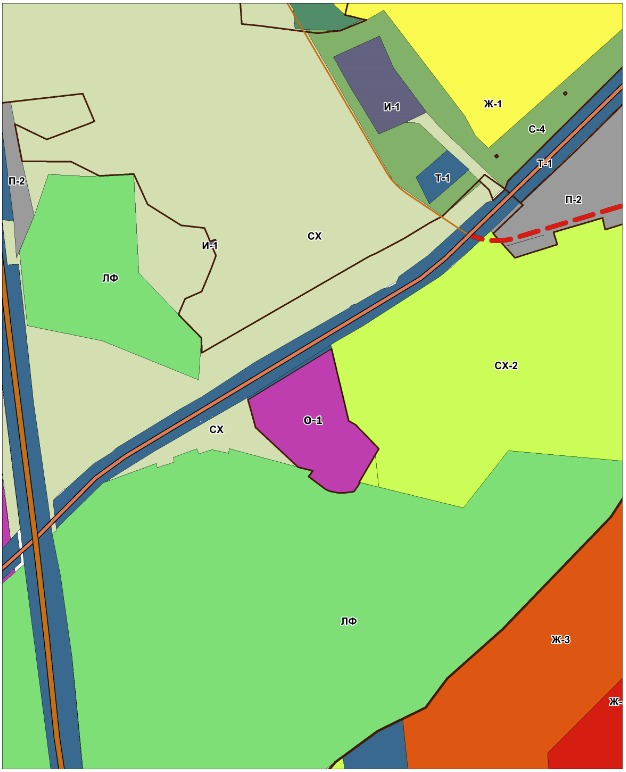 И-1
Ж-1
С-4
Т-1
Т-1
П-2
П-2
СХ
И-1
ЛФ
СХ-2
О-1
СХ
ЛФ
Ж-3
Ж-